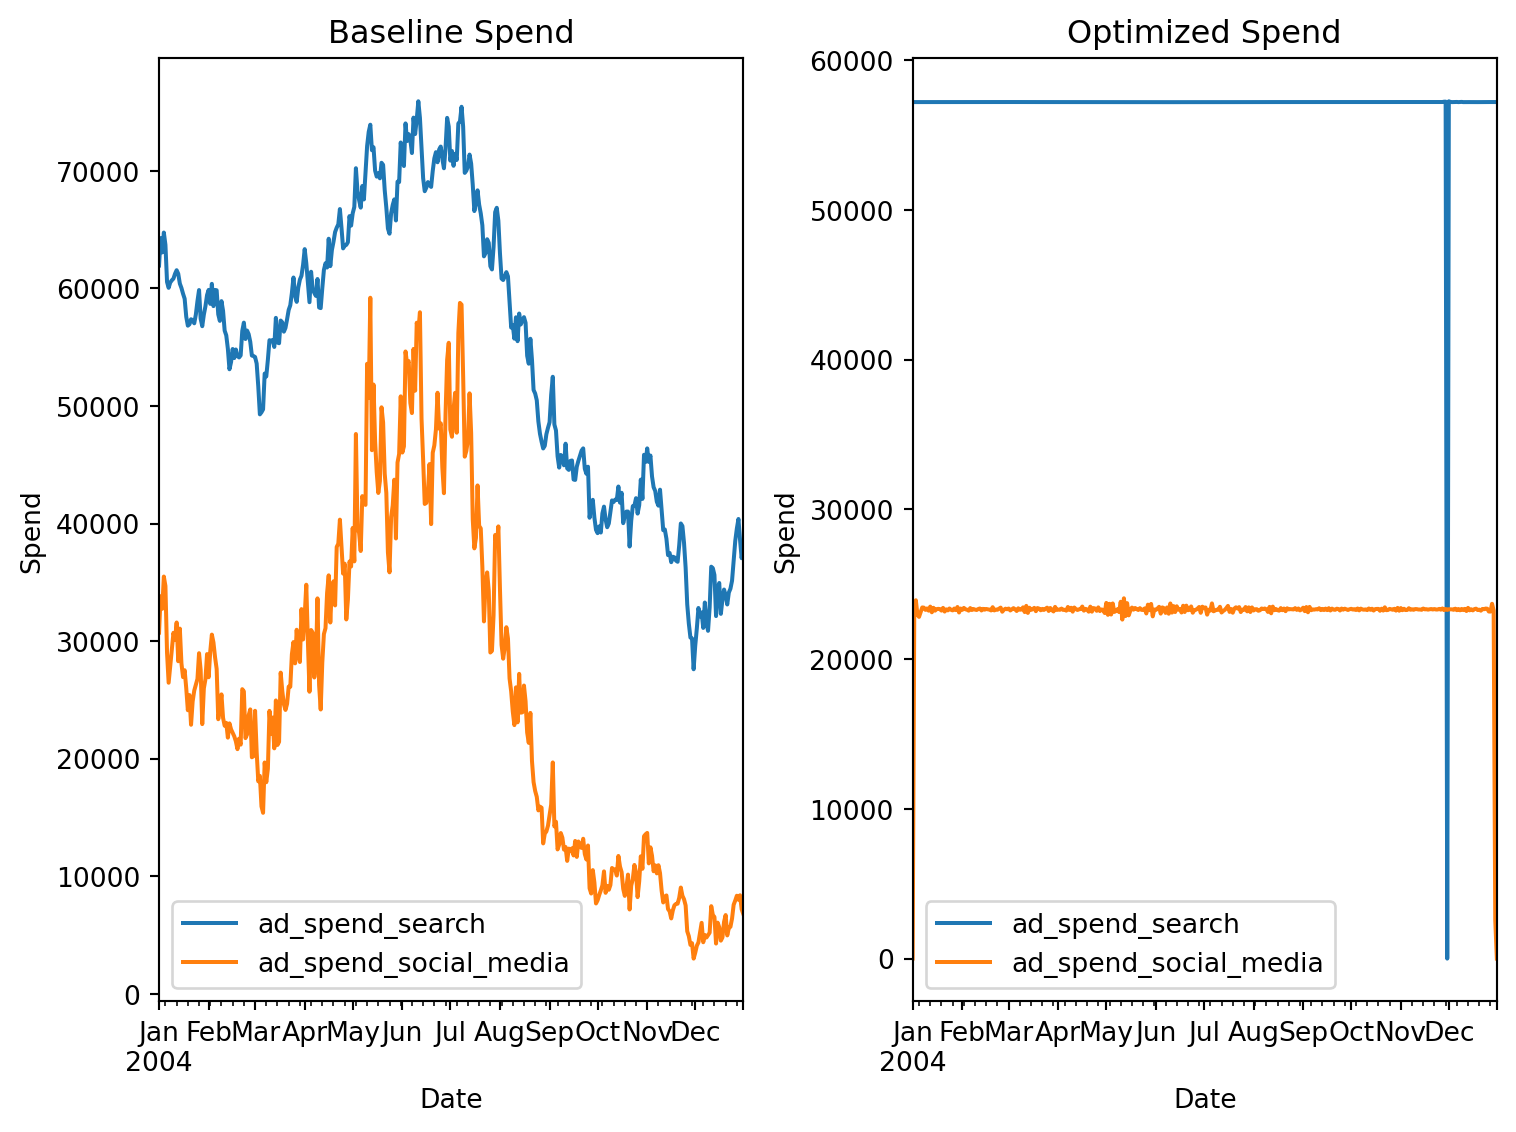 Baseline Spend
Spend
70000
60000
50000
40000
30000
20000
10000
0
ad_spend_search
ad_spend_social_media
Jan Feb Mar Apr May Jun Jul Aug Sep Oct Nov Dec
2004
Date
Optimized Spend
Spend
60000
50000
40000
30000
20000
10000
0
ad_spend_search
ad_spend_social_media
Jan Feb Mar Apr May Jun Jul Aug Sep Oct Nov Dec
2004
Date